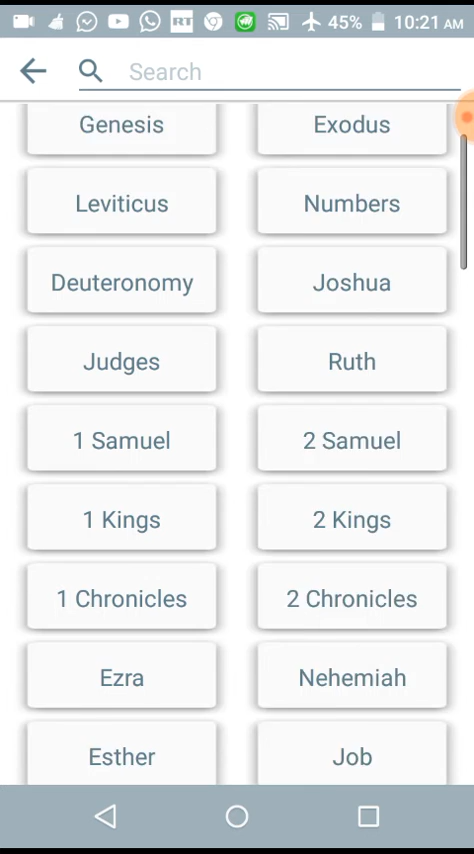 RT 45% 10:21 AM
Search
Genesis Exodus
Leviticus Numbers
Deuteronomy Joshua
Judges Ruth
1 Samuel 2 Samuel
1 Kings 2 Kings
1 Chronicles 2 Chronicles
Ezra Nehemiah
Esther Job